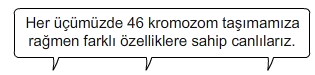 Her üçümüzde 46 kromozom taşımamıza
rağmen farklı özelliklere sahip canlılarız.